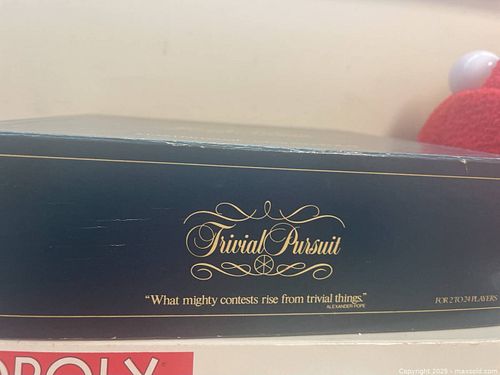 Trivial Pursuit
"What mighty contests rise from trivial things."
ALEXANDER POPE
FOR 2 TO 24 PLAYERS
OPOLY
Copyright 2025 - maxsold.com